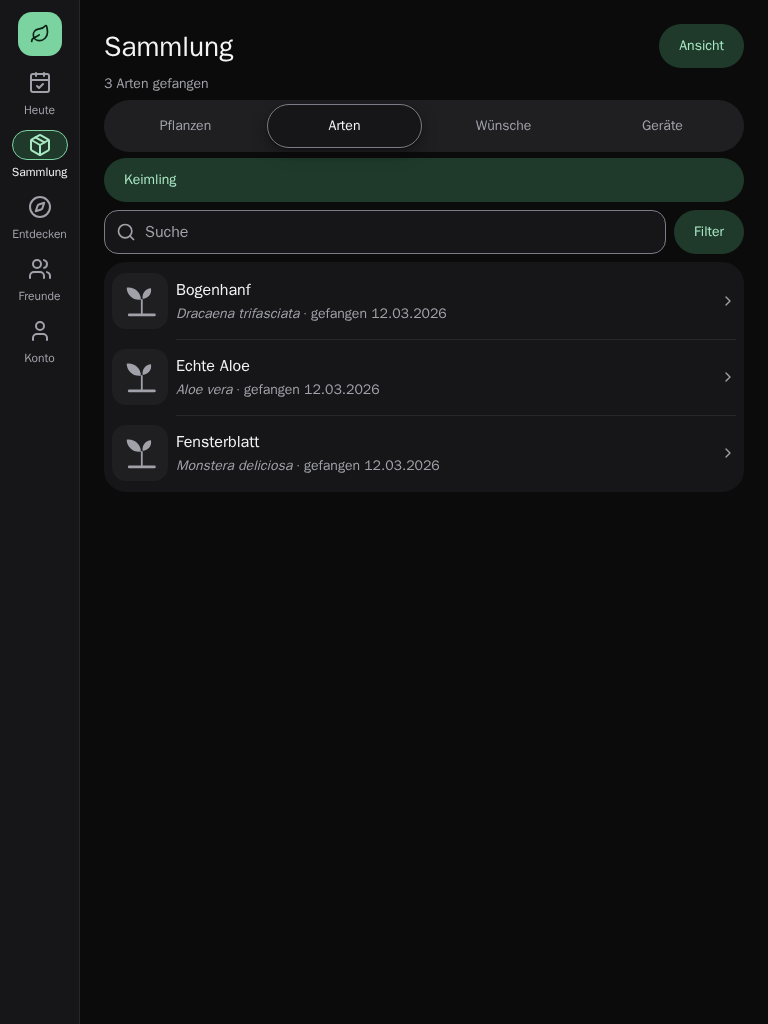 Heute
Sammlung
Entdecken
Freunde
Konto
Sammlung
Ansicht
3 Arten gefangen
Pflanzen
Arten
Wünsche
Geräte
Keimling
Suche
Filter
Bogenhanf
Dracaena trifasciata · gefangen 12.03.2026
Echte Aloe
Aloe vera · gefangen 12.03.2026
Fensterblatt
Monstera deliciosa · gefangen 12.03.2026